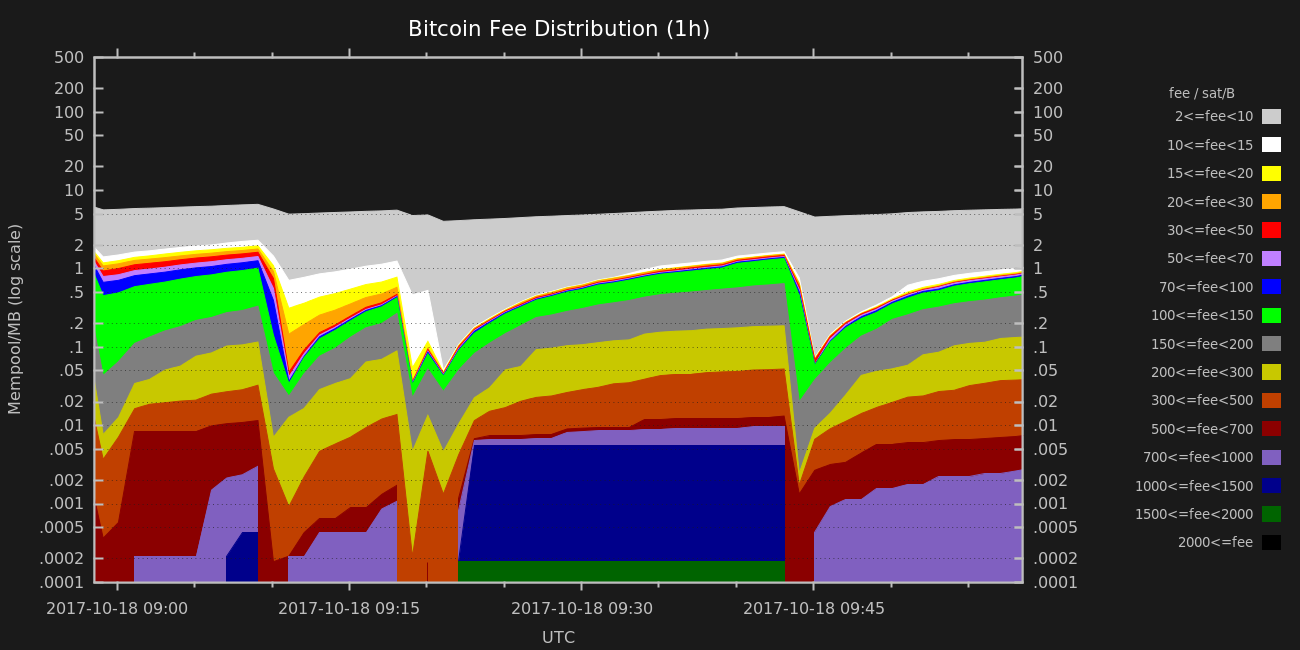 Bitcoin Fee Distribution (1h)
500 500
200 200
100 100
50 50
20 20
10 10
5 5
2 2
1 1
.5 .5
.2 .2
.1 .1
.05 .05
.02 .02
.01 .01
.005 .005
.002 .002
.001 .001
.0005 .0005
.0002 .0002
.0001 .0001
Mempool/MB (log scale)
2017-10-18 09:00 2017-10-18 09:15 2017-10-18 09:30 2017-10-18 09:45
UTC
fee / sat/B
2<=fee<10
10<=fee<15
15<=fee<20
20<=fee<30
30<=fee<50
50<=fee<70
70<=fee<100
100<=fee<150
150<=fee<200
200<=fee<300
300<=fee<500
500<=fee<700
700<=fee<1000
1000<=fee<1500
1500<=fee<2000
2000<=fee